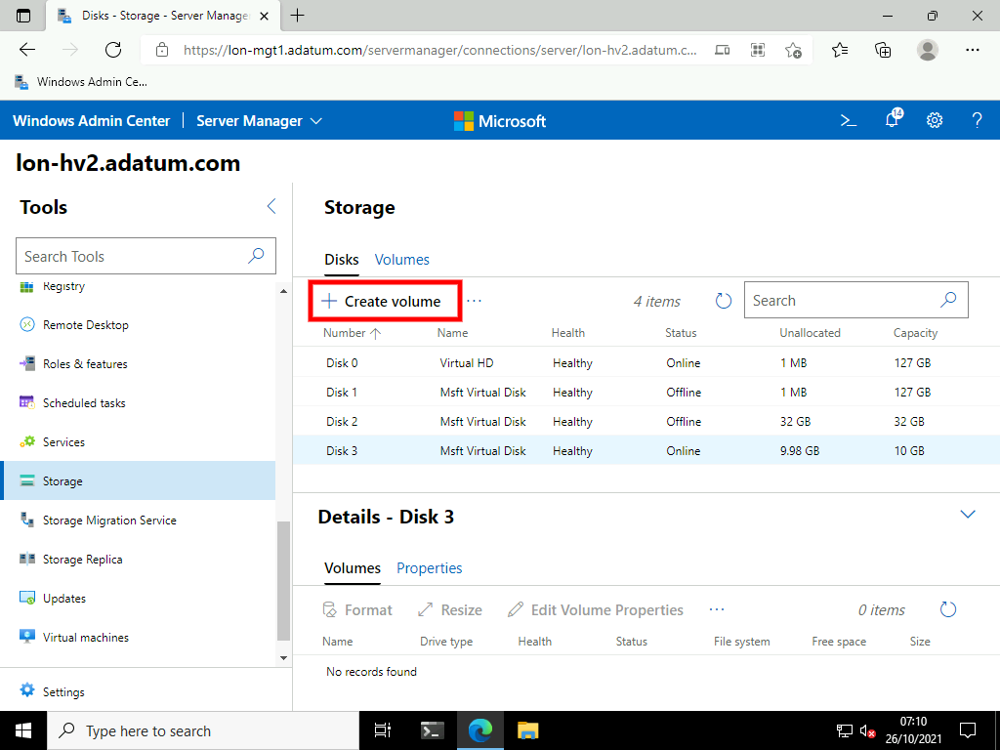 Disks - Storage - Server Manage
https://lon-mgt1.adatum.com/servermanager/connections/server/lon-hv2.adatum.c...
Windows Admin Ce...
Windows Admin Center | Server Manager
Microsoft
14
?
lon-hv2.adatum.com
Tools
Search Tools
Registry
Remote Desktop
Roles & features
Scheduled tasks
Services
Storage
Storage Migration Service
Storage Replica
Updates
Virtual machines
Settings
Storage
Disks Volumes
Create volume ... 4 items Search
Number Name Health Status Unallocated Capacity
Disk 0 Virtual HD Healthy Online 1 MB 127 GB
Disk 1 Msft Virtual Disk Healthy Offline 1 MB 127 GB
Disk 2 Msft Virtual Disk Healthy Offline 32 GB 32 GB
Disk 3 Msft Virtual Disk Healthy Online 9.98 GB 10 GB
Details - Disk 3
Volumes Properties
Format Resize Edit Volume Properties ... 0 items
Name Drive type Health Status File system Free space Size
No records found
Type here to search
07:10
26/10/2021